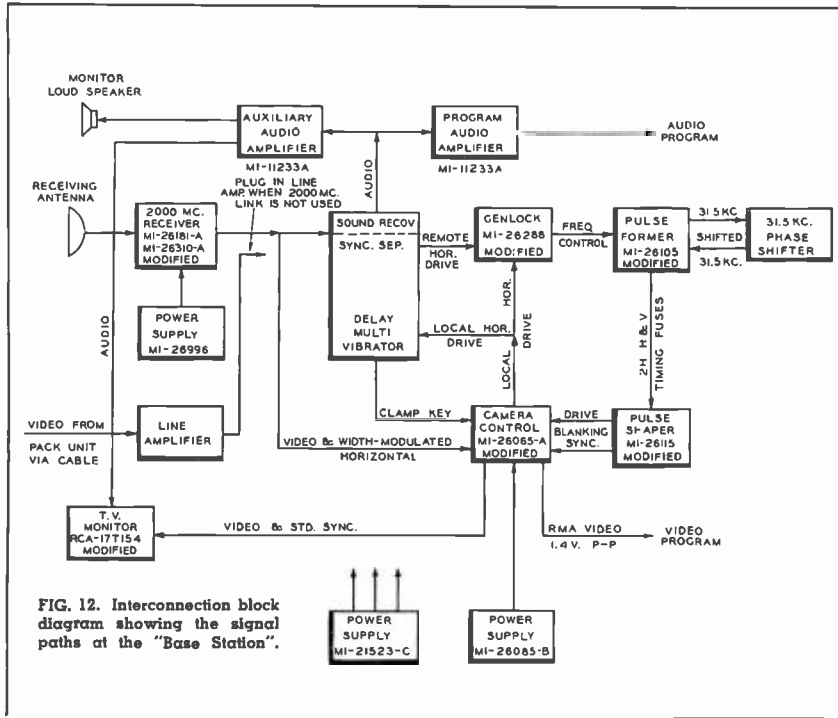 MONITOR
LOUD SPEAKER
AUXILIARY
AUDIO
AMPLIFIER
MI-11233A
PROGRAM
AUDIO
AMPLIFIER
MI-11233A
AUDIO
PROGRAM
RECEIVING
ANTENNA
2000 MC.
RECEIVER
MI-26181-A
MI-26310-A
MODIFIED
PLUG IN LINE
AMP. WHEN 2000 MC.
LINK IS NOT USED
AUDIO
SOUND RECOV
SYNC. SEP.
DELAY
MULTI
VIBRATOR
REMOTE
HOR.
DRIVE
GENLOCK
MI-26288
MODIFIED
FREQ
CONTROL
PULSE
FORMER
MI-26105
MODIFIED
31.5 KC
SHIFTED
31.5 KC.
31.5 KC.
PHASE
SHIFTER
AUDIO
POWER
SUPPLY
MI-26996
LOCAL HOR.
DRIVE
HOR.
DRIVE
LOCAL
2H H & V
TIMING FUSES
VIDEO FROM
PACK UNIT
VIA CABLE
LINE
AMPLIFIER
CLAMP KEY
VIDEO & WIDTH-MODULATED
HORIZONTAL
CAMERA
CONTROL
MI-26065-A
MODIFIED
DRIVE
BLANKING
SYNC.
PULSE
SHAPER
MI-26115
MODIFIED
T.V.
MONITOR
RCA-17T154
MODIFIED
VIDEO & STD. SYNC.
RMA VIDEO
1.4 V. P-P
VIDEO
PROGRAM
FIG. 12. Interconnection block
diagram showing the signal
paths at the "Base Station".
POWER
SUPPLY
MI-21523-C
POWER
SUPPLY
MI-26085-B